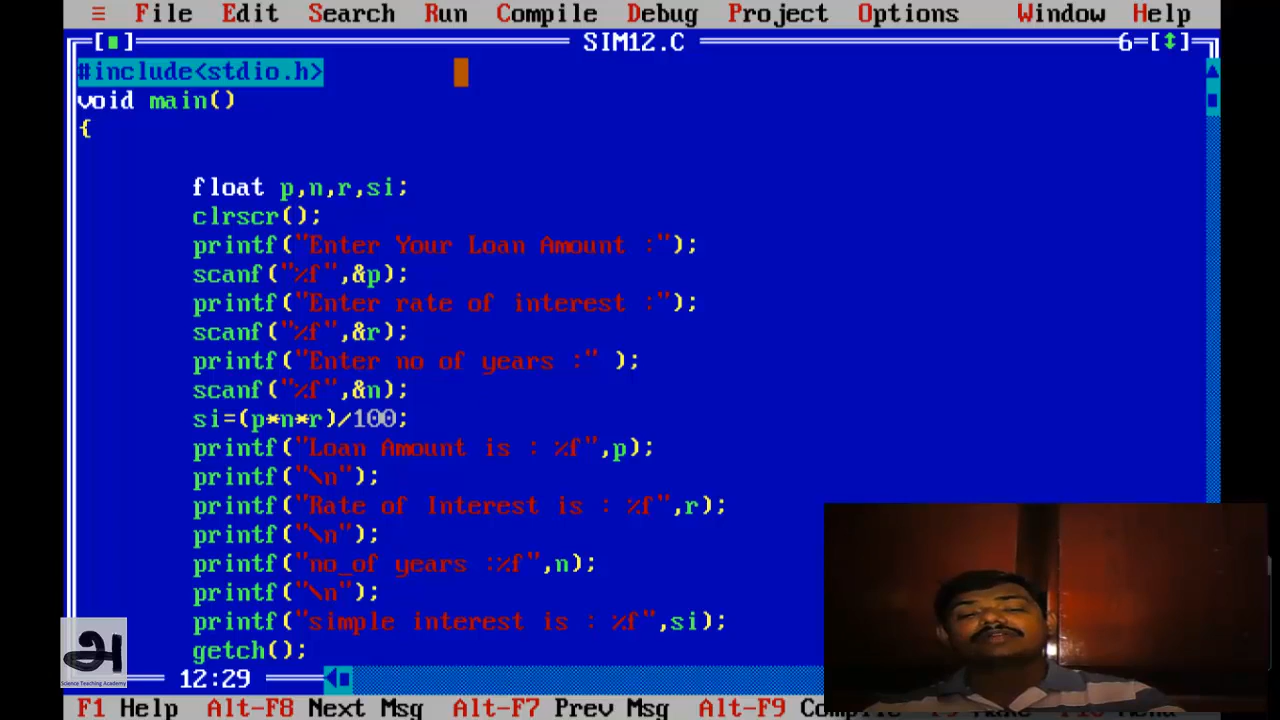 ≡ File Edit Search Run Compile Debug Project Options Window Help
[■] SIM12.C 6=[↕]
#include<stdio.h>
void main()
{
float p,n,r,si;
clrscr();
printf("Enter Your Loan Amount :");
scanf("%f",&p);
printf("Enter rate of interest :");
scanf("%f",&r);
printf("Enter no of years :" );
scanf("%f",&n);
si=(p*n*r)/100;
printf("Loan Amount is : %f",p);
printf("\n");
printf("Rate of Interest is : %f",r);
printf("\n");
printf("no_of years :%f",n);
printf("\n");
printf("simple interest is : %f",si);
getch();
அ
Science Teaching Academy
12:29
F1 Help Alt-F8 Next Msg Alt-F7 Prev Msg Alt-F9